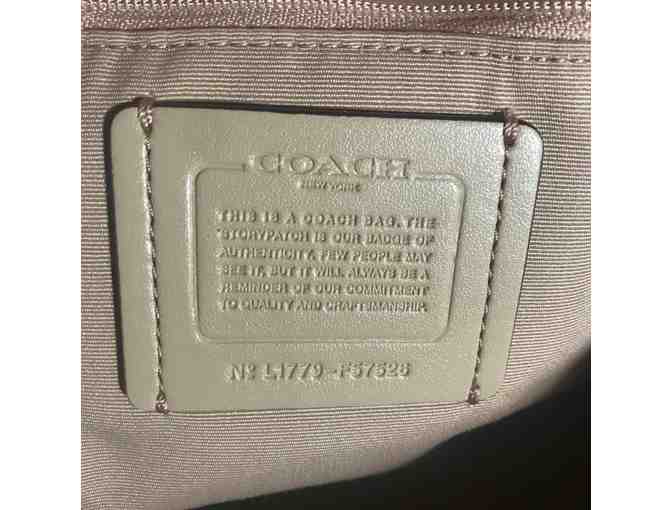 COACH
NEW YORK
THIS IS A COACH BAG. THE
STORYPATCH IS OUR BADGE OF
AUTHENTICITY. A FEW PEOPLE MAY
SEE IT, BUT IT WILL ALWAYS BE A
REMINDER OF OUR COMMITMENT
TO QUALITY AND CRAFTSMANSHIP.
Nº L1779-F57526